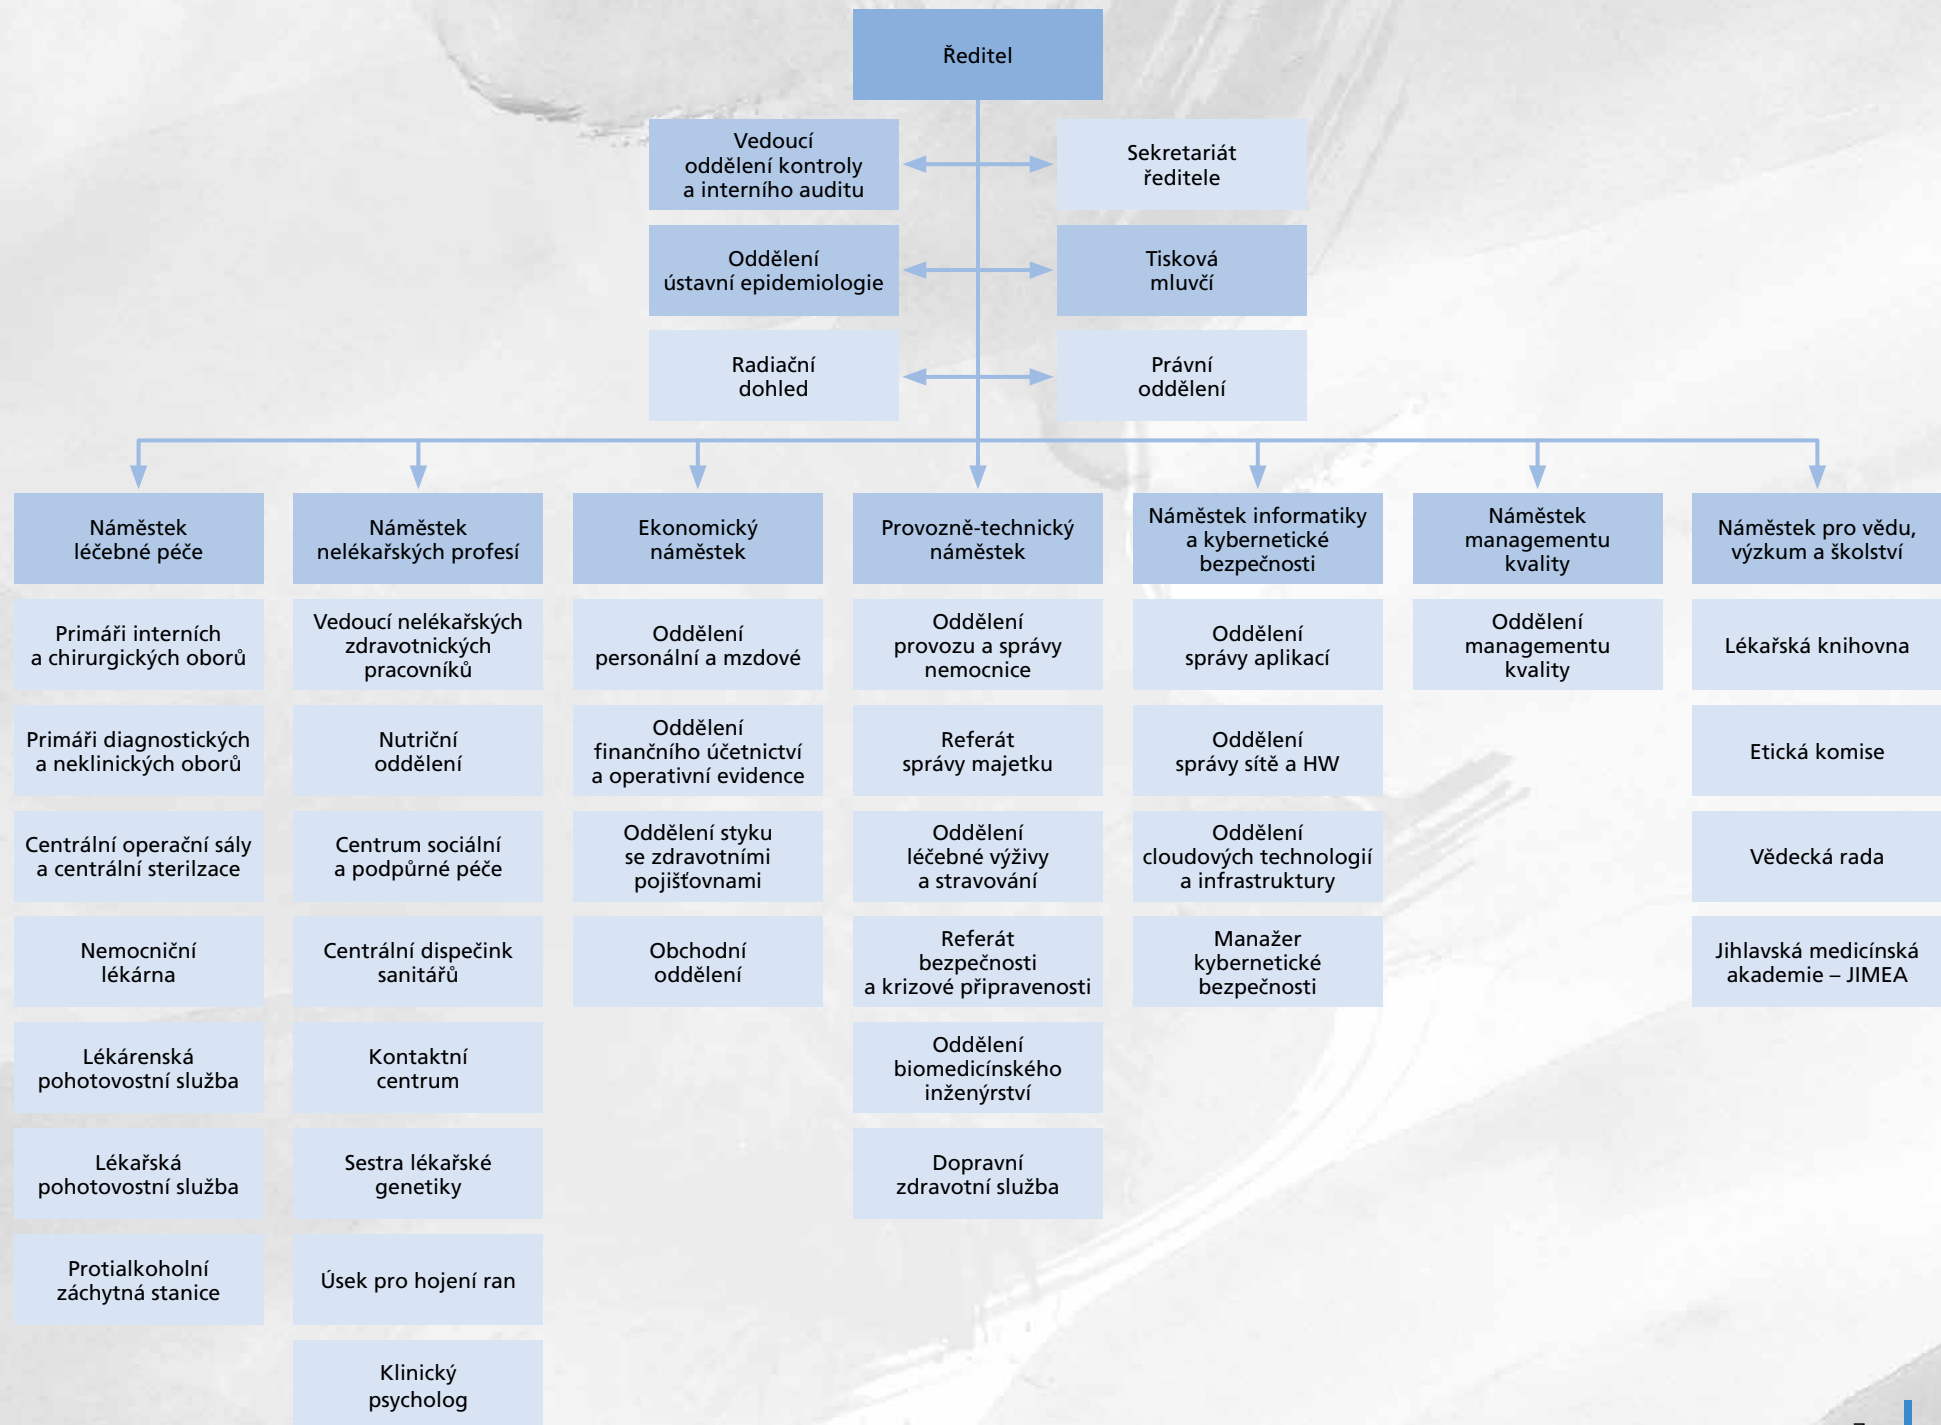 Ředitel
Vedoucí
oddělení kontroly
a interního auditu
Sekretariát
ředitele
Oddělení
ústavní epidemiologie
Tisková
mluvčí
Radiační
dohled
Právní
oddělení
Náměstek
léčebné péče
Primáři interních
a chirurgických oborů
Primáři diagnostických
a neklinických oborů
Centrální operační sály
a centrální sterilzace
Nemocniční
lékárna
Lékárenská
pohotovostní služba
Lékařská
pohotovostní služba
Protialkoholní
záchytná stanice
Náměstek
nelékařských profesí
Vedoucí nelékařských
zdravotnických
pracovníků
Nutriční
oddělení
Centrum sociální
a podpůrné péče
Centrální dispečink
sanitářů
Kontaktní
centrum
Sestra lékařské
genetiky
Úsek pro hojení ran
Klinický
psycholog
Ekonomický
náměstek
Oddělení
personální a mzdové
Oddělení
finančního účetnictví
a operativní evidence
Oddělení styku
se zdravotními
pojišťovnami
Obchodní
oddělení
Provozně-technický
náměstek
Oddělení
provozu a správy
nemocnice
Referát
správy majetku
Oddělení
léčebné výživy
a stravování
Referát
bezpečnosti
a krizové připravenosti
Oddělení
biomedicínského
inženýrství
Dopravní
zdravotní služba
Náměstek informatiky
a kybernetické
bezpečnosti
Oddělení
správy aplikací
Oddělení
správy sítě a HW
Oddělení
cloudových technologií
a infrastruktury
Manažer
kybernetické
bezpečnosti
Náměstek
managementu
kvality
Oddělení
managementu
kvality
Náměstek pro vědu,
výzkum a školství
Lékařská knihovna
Etická komise
Vědecká rada
Jihlavská medicínská
akademie – JIMEA